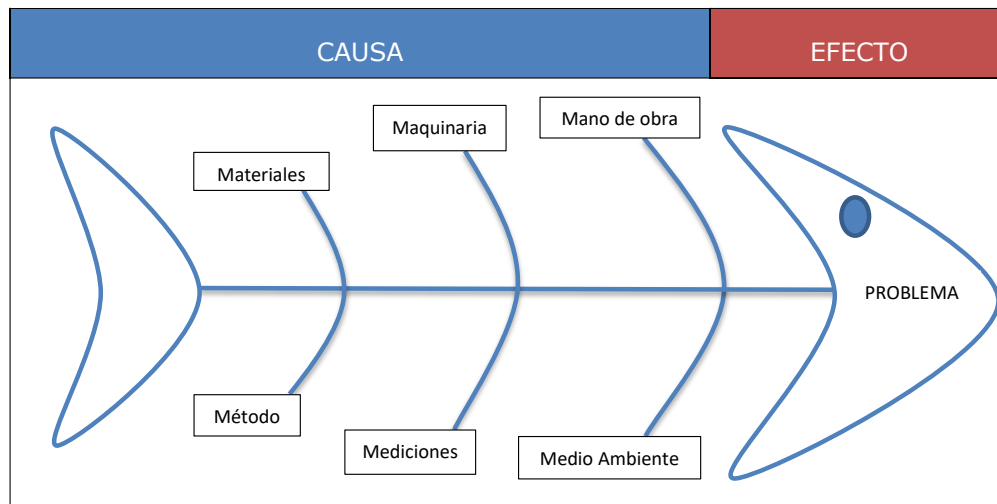 CAUSA
EFECTO
Materiales
Maquinaria
Mano de obra
PROBLEMA
Método
Mediciones
Medio Ambiente